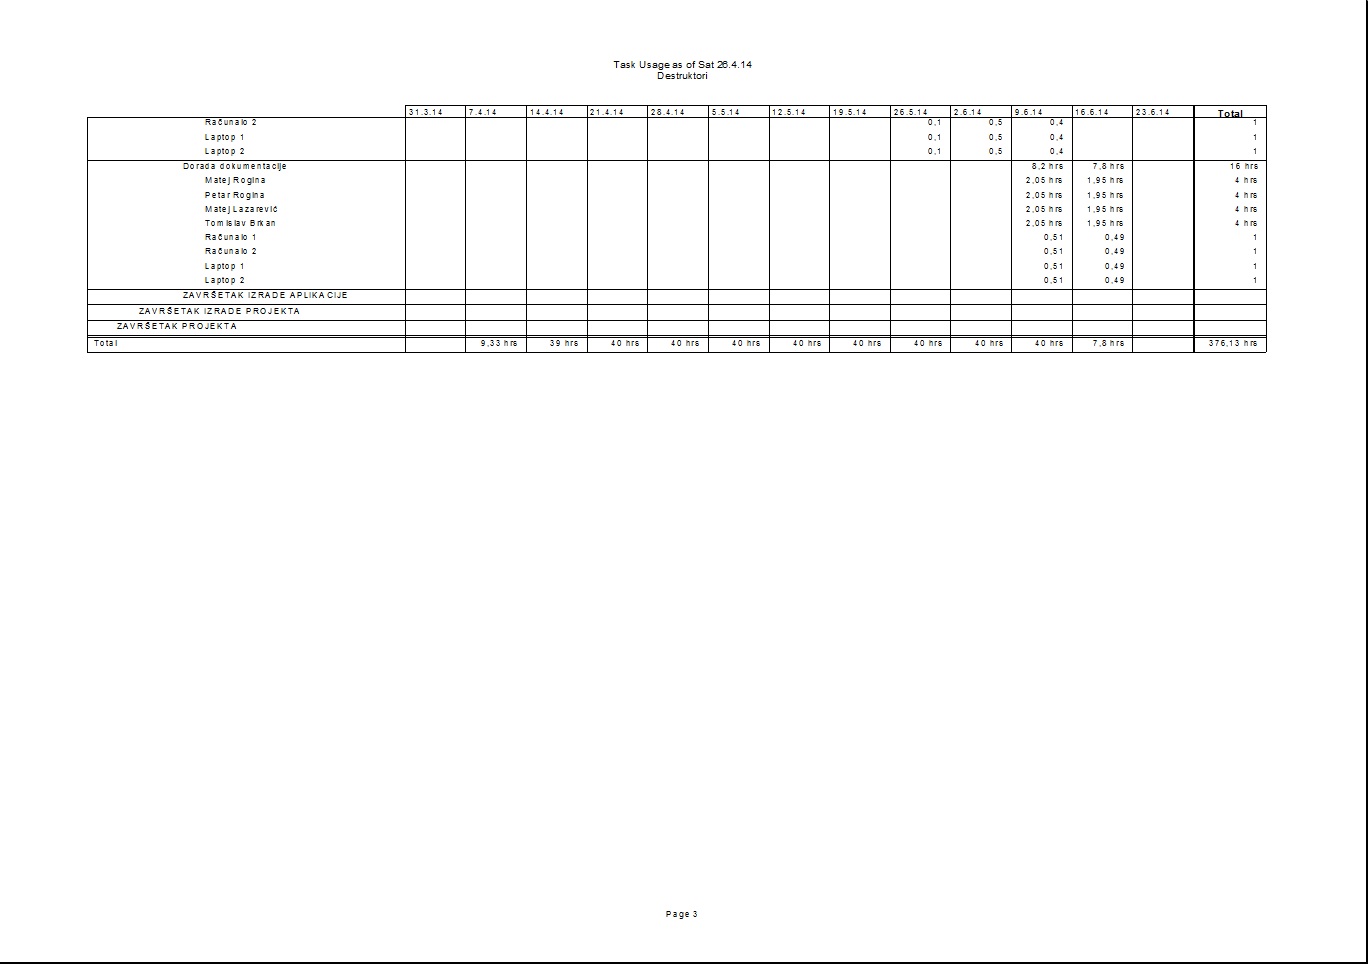 Task Usage as of Sat 26.4.14
Destruktori
31.3.14 7.4.14 14.4.14 21.4.14 28.4.14 5.5.14 12.5.14 19.5.14 26.5.14 2.6.14 9.6.14 16.6.14 23.6.14 Total
Računalo 2 0,1 0,5 0,4 1
Laptop 1 0,1 0,5 0,4 1
Laptop 2 0,1 0,5 0,4 1
Dorada dokumentacije 8,2 hrs 7,8 hrs 16 hrs
Matej Rogina 2,05 hrs 1,95 hrs 4 hrs
Petar Rogina 2,05 hrs 1,95 hrs 4 hrs
Matej Lazarević 2,05 hrs 1,95 hrs 4 hrs
Tomislav Brkan 2,05 hrs 1,95 hrs 4 hrs
Računalo 1 0,51 0,49 1
Računalo 2 0,51 0,49 1
Laptop 1 0,51 0,49 1
Laptop 2 0,51 0,49 1
ZAVRŠETAK IZRADE APLIKACIJE
ZAVRŠETAK IZRADE PROJEKTA
ZAVRŠETAK PROJEKTA
Total 9,33 hrs 39 hrs 40 hrs 40 hrs 40 hrs 40 hrs 40 hrs 40 hrs 40 hrs 40 hrs 7,8 hrs 376,13 hrs
Page 3